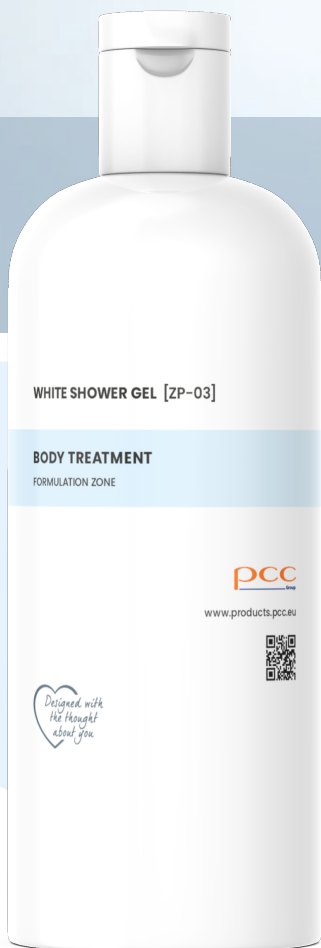 WHITE SHOWER GEL [ZP-03]
BODY TREATMENT
FORMULATION ZONE
pcc
Group
www.products.pcc.eu
Designed with
the thought
about you